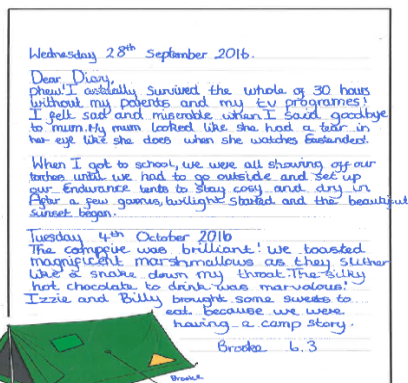 Wednesday 28th September 2016.
Dear Diary,
phew! I actually survived the whole of 30 hours
without my parents and my tv programes!
I felt sad and miserable when I said goodbye
to mum. My mum looked like she had a tear in
her eye like she does when she watches Eastenders!.
When I got to school, we were all showing off our
torches until we had to go outside and set up
our Endurance tents to stay cosy and dry in
After a few games, twilight started and the beautiful
sunset began.
Tuesday 4th October 2016
The campfire was brilliant! we toasted
magnificent marshmallows as they slither
like a snake down my throat. The silky
hot chocolate to drink was marvalous!
Izzie and Billy brought some sweets to
eat because we were
having a camp story.
Brooke 6.3
Brooke